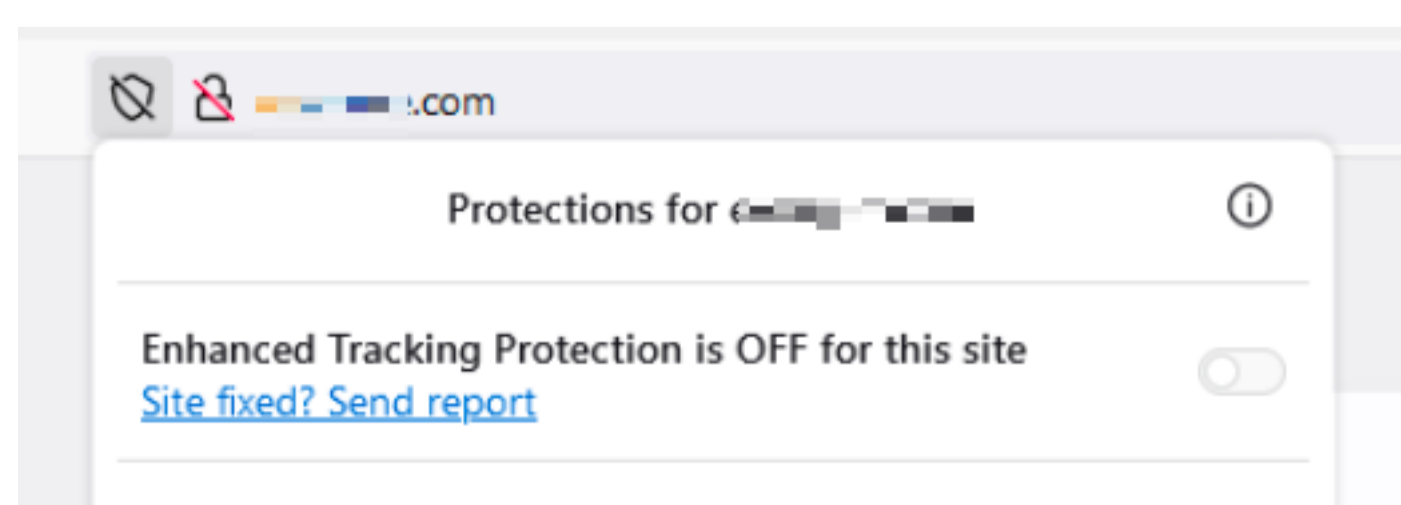 .com
Protections for
Enhanced Tracking Protection is OFF for this site
Site fixed? Send report